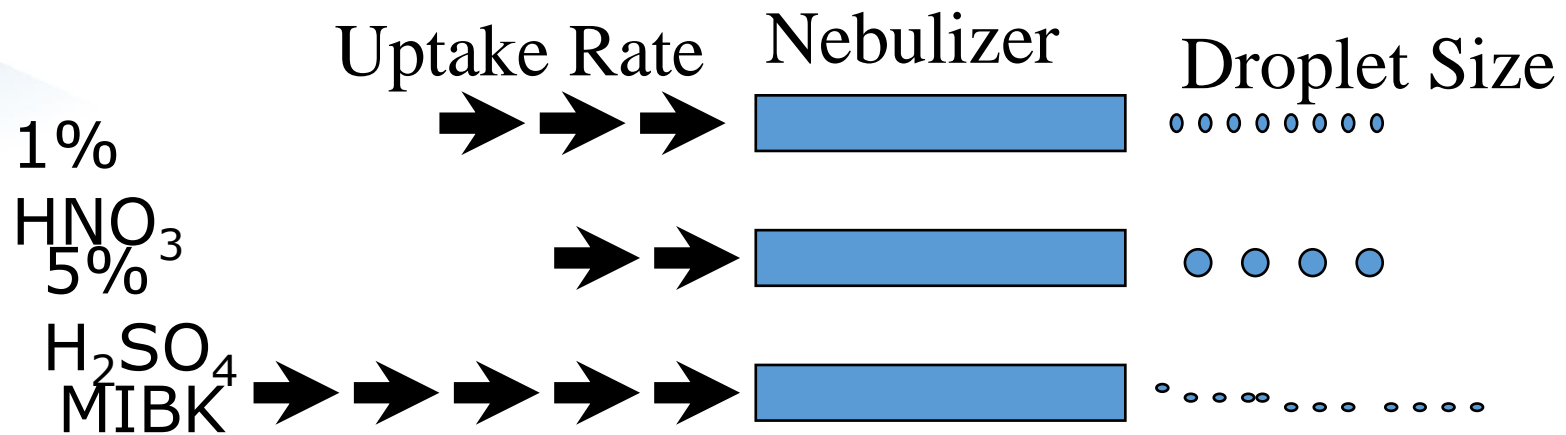 Uptake Rate Nebulizer Droplet Size
1%
HNO₃
5%
H₂SO₄
MIBK